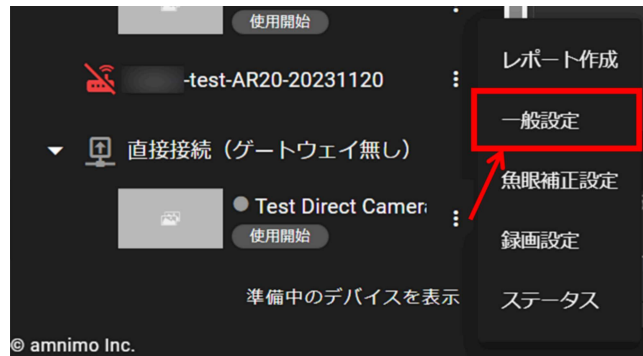 使用開始
レポート作成
-test-AR20-20231120
一般設定
直接接続（ゲートウェイ無し）
魚眼補正設定
Test Direct Camer
使用開始
録画設定
準備中のデバイスを表示
ステータス
© amnimo Inc.